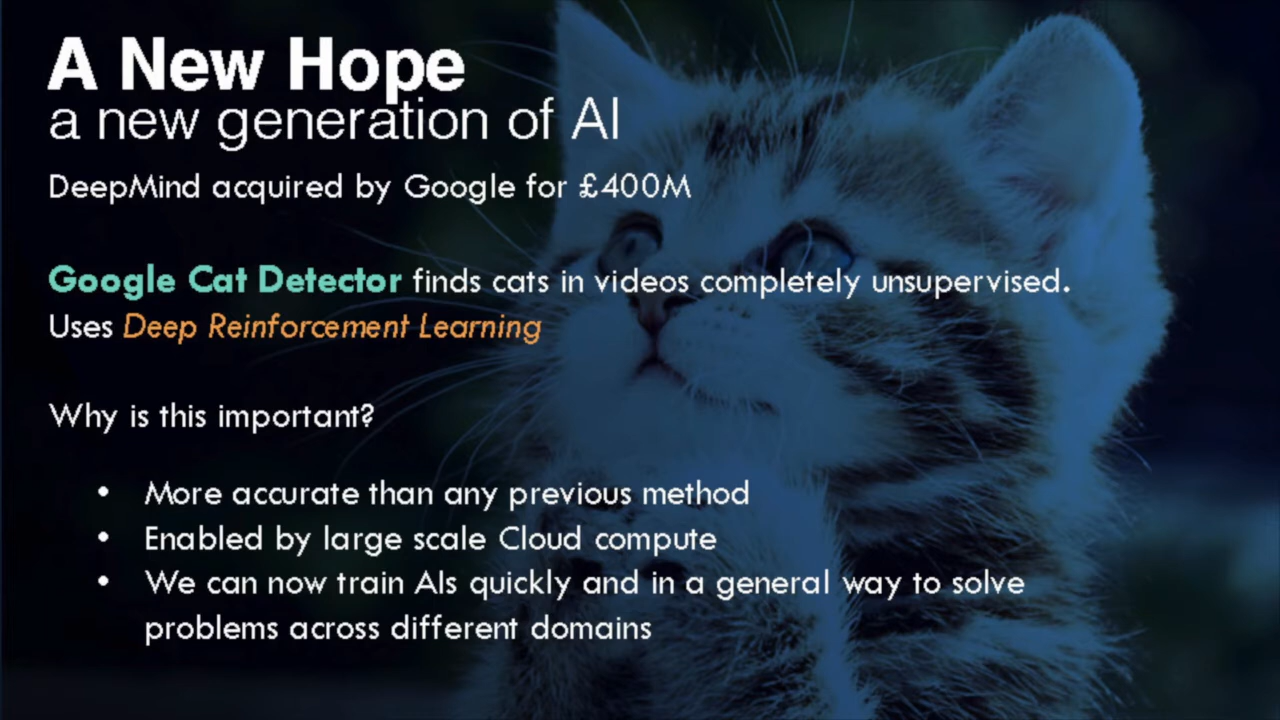 A New Hope
a new generation of AI
DeepMind acquired by Google for £400M
Google Cat Detector finds cats in videos completely unsupervised.
Uses Deep Reinforcement Learning
Why is this important?
• More accurate than any previous method
• Enabled by large scale Cloud compute
• We can now train AIs quickly and in a general way to solve
problems across different domains